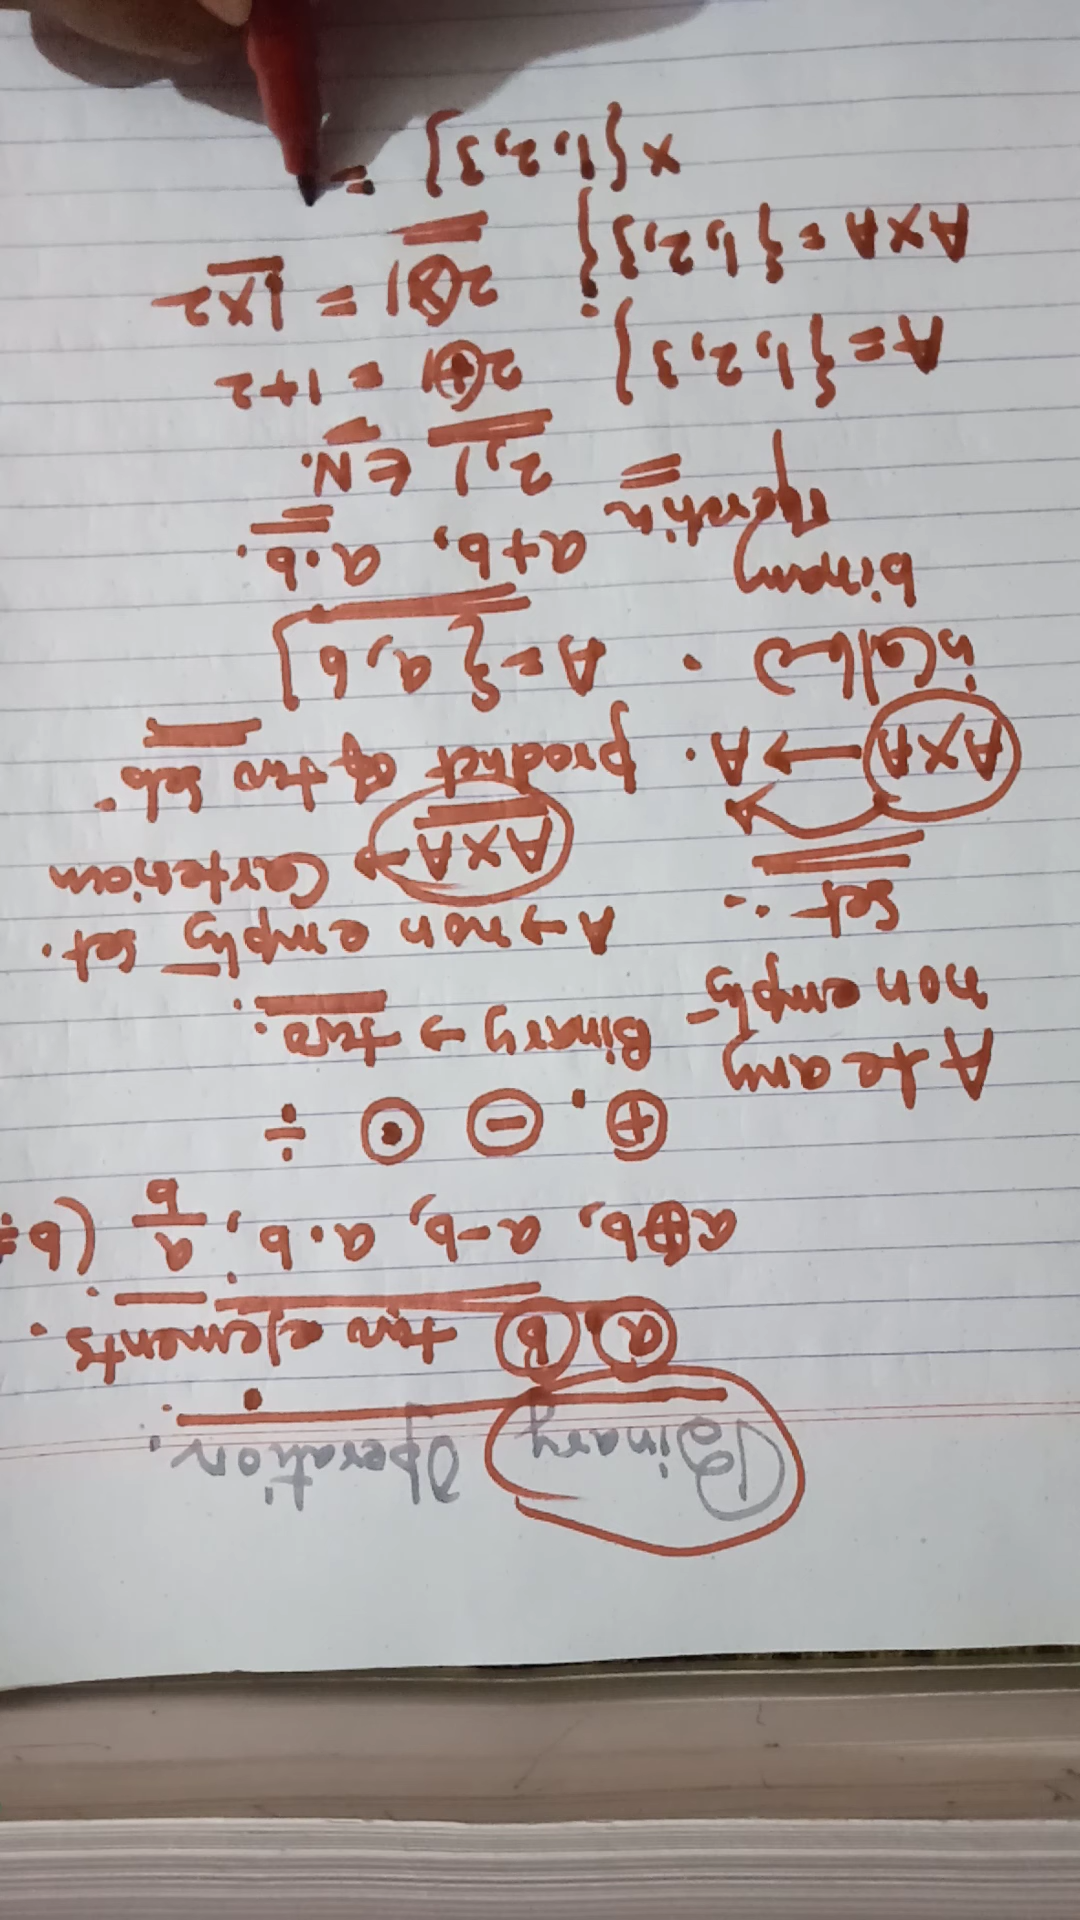 Binary Operation.
a, b two elements.
a+b, a-b, a.b, a/b (b≠
⊕. ⊖ ⊙ ÷
A be any
non empty
set.
A×A → A.
is (alb)
binary
operation
Binary → two.
A → non empty set.
A×A → Cartesian
product of two sets.
A={a,b}
a+b, a.b.
2,1 ∈ N.
2⊕1 = 1+2
2⊗1 = 1×2
A={1,2,3}
A×A={1,2,3}
×{1,2,3} =